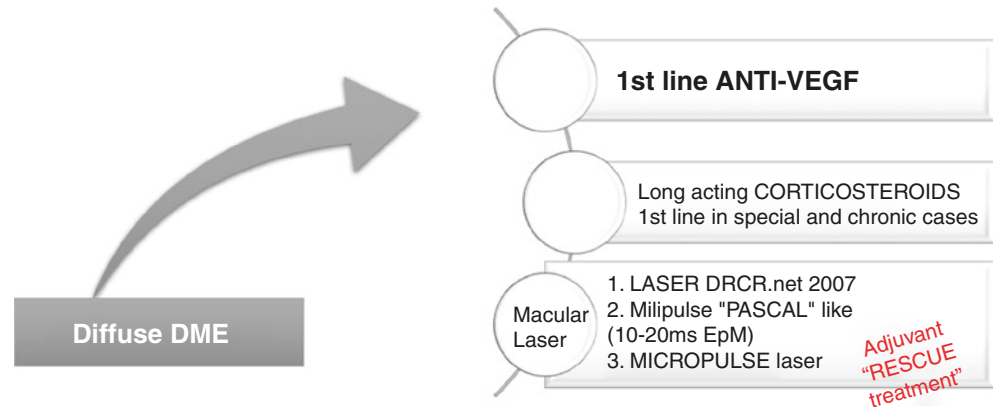 1st line ANTI-VEGF
Long acting CORTICOSTEROIDS
1st line in special and chronic cases
Diffuse DME
Macular
Laser
1. LASER DRCR.net 2007
2. Milipulse "PASCAL" like
(10-20ms EpM)
3. MICROPULSE laser
Adjuvant
“RESCUE
treatment”